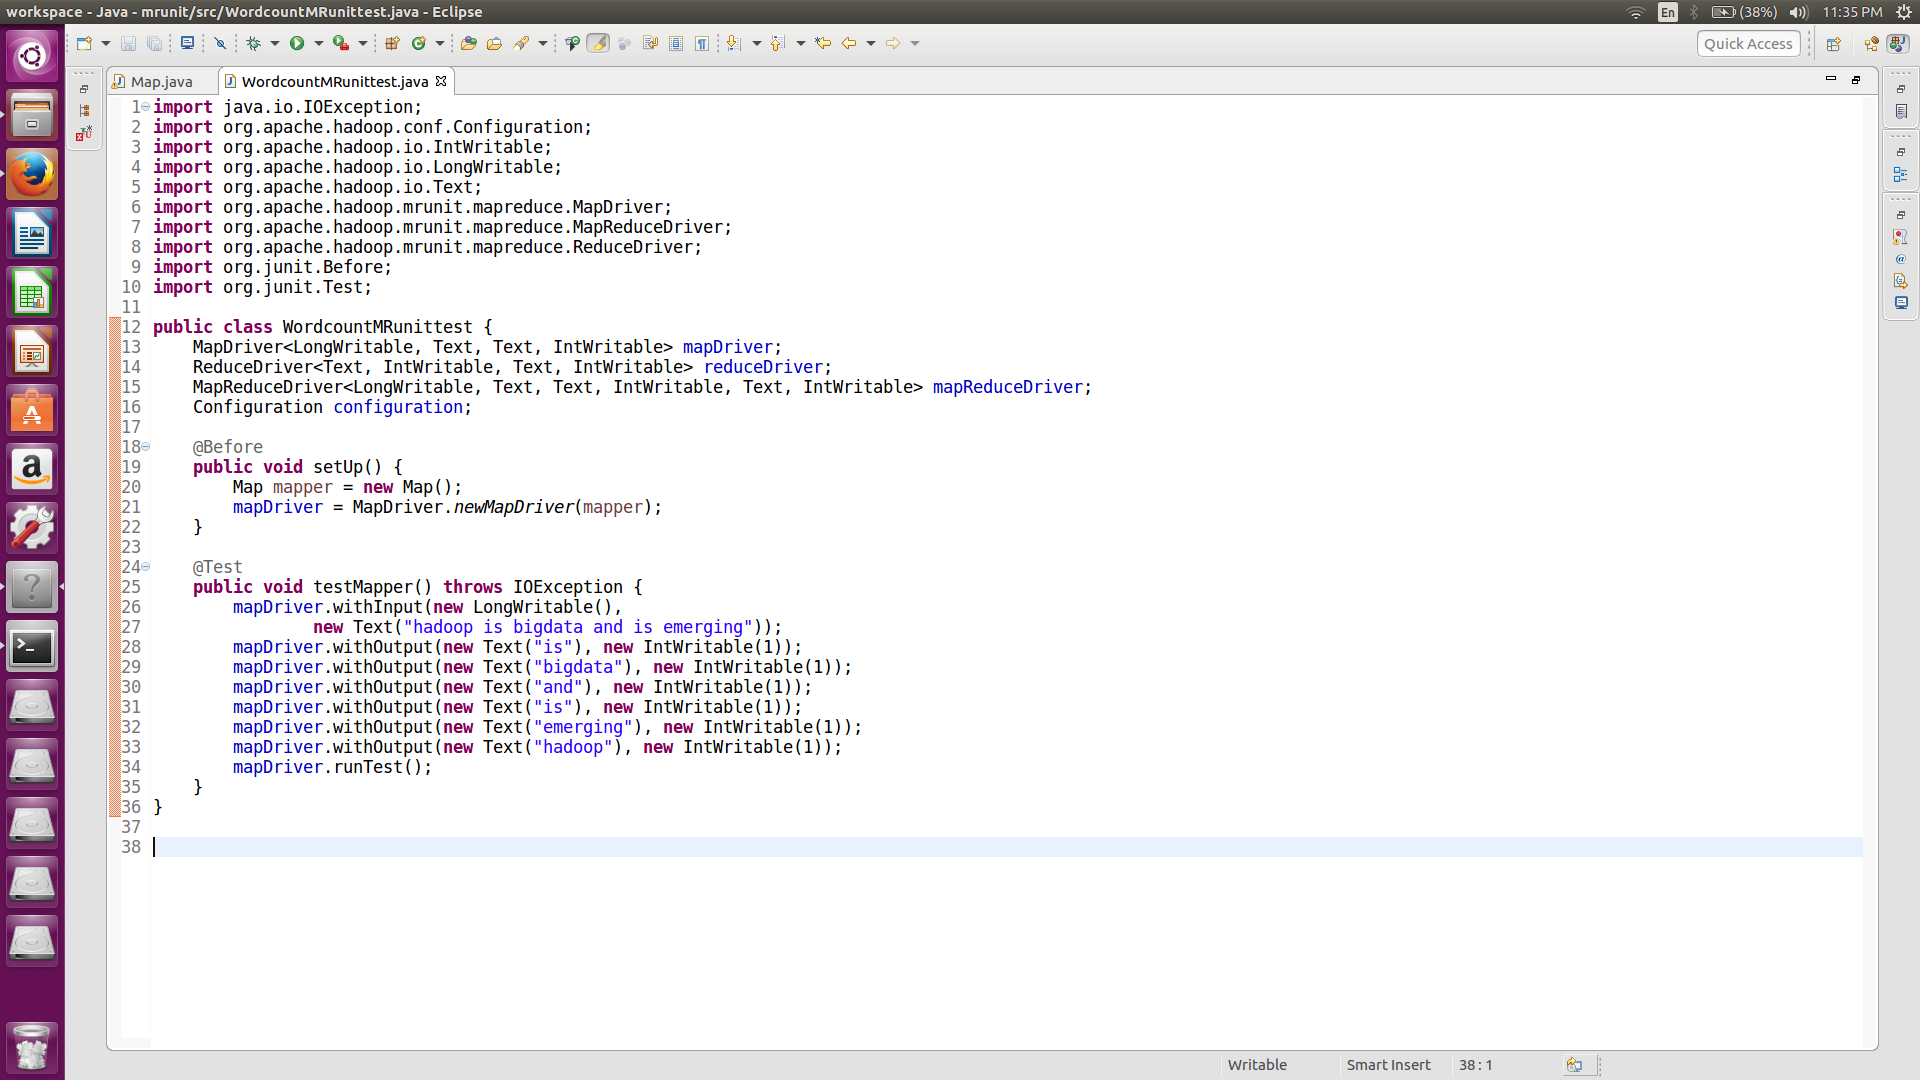 workspace - Java - mrunit/src/WordcountMRunittest.java - Eclipse
En
(38%)
11:35 PM
Quick Access
Map.java
WordcountMRunittest.java
1 import java.io.IOException;
2 import org.apache.hadoop.conf.Configuration;
3 import org.apache.hadoop.io.IntWritable;
4 import org.apache.hadoop.io.LongWritable;
5 import org.apache.hadoop.io.Text;
6 import org.apache.hadoop.mrunit.mapreduce.MapDriver;
7 import org.apache.hadoop.mrunit.mapreduce.MapReduceDriver;
8 import org.apache.hadoop.mrunit.mapreduce.ReduceDriver;
9 import org.junit.Before;
10 import org.junit.Test;
11
12 public class WordcountMRunittest {
13     MapDriver<LongWritable, Text, Text, IntWritable> mapDriver;
14     ReduceDriver<Text, IntWritable, Text, IntWritable> reduceDriver;
15     MapReduceDriver<LongWritable, Text, Text, IntWritable, Text, IntWritable> mapReduceDriver;
16     Configuration configuration;
17
18     @Before
19     public void setUp() {
20         Map mapper = new Map();
21         mapDriver = MapDriver.newMapDriver(mapper);
22     }
23
24     @Test
25     public void testMapper() throws IOException {
26         mapDriver.withInput(new LongWritable(),
27                 new Text("hadoop is bigdata and is emerging"));
28         mapDriver.withOutput(new Text("is"), new IntWritable(1));
29         mapDriver.withOutput(new Text("bigdata"), new IntWritable(1));
30         mapDriver.withOutput(new Text("and"), new IntWritable(1));
31         mapDriver.withOutput(new Text("is"), new IntWritable(1));
32         mapDriver.withOutput(new Text("emerging"), new IntWritable(1));
33         mapDriver.withOutput(new Text("hadoop"), new IntWritable(1));
34         mapDriver.runTest();
35     }
36 }
37
38
Writable
Smart Insert
38 : 1